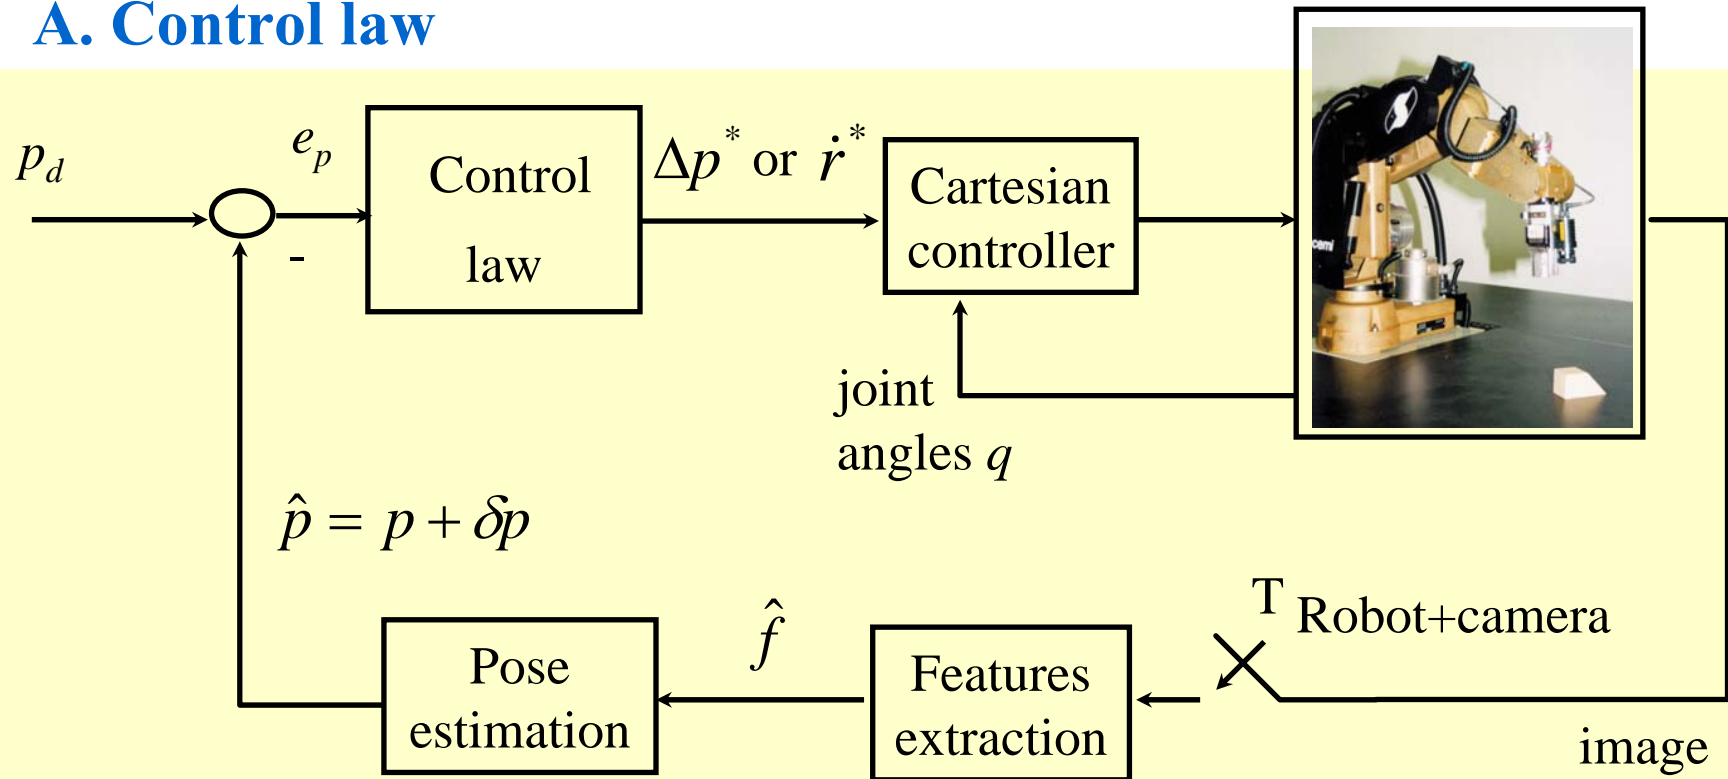 A. Control law
p_d
e_p
-
Control
law
Δp* or ṙ*
Cartesian
controller
joint
angles q
p̂ = p + δp
T
Robot+camera
Pose
estimation
f̂
Features
extraction
image